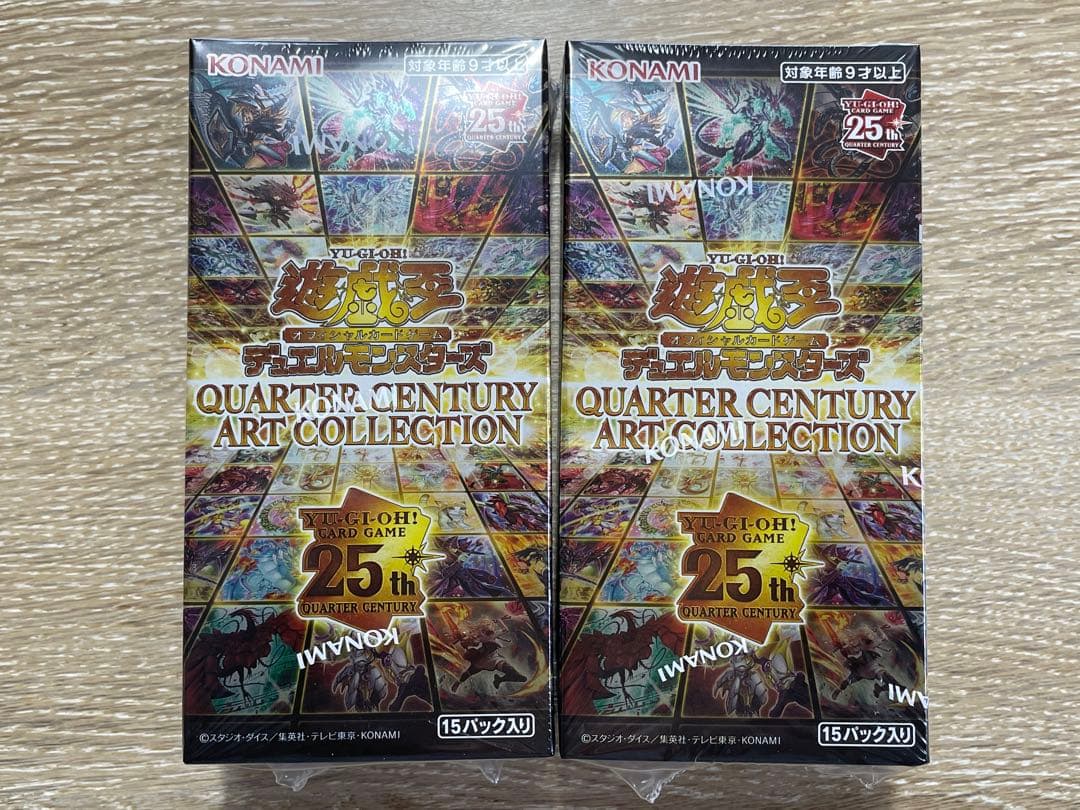 KONAMI
対象年齢9才以上
YU-GI-OH!
CARD GAME
25th
QUARTER CENTURY
KONAMI
YU-GI-OH!
遊戯王
オフィシャルカードゲーム
デュエルモンスターズ
QUARTER CENTURY
ART COLLECTION
KONAMI
YU-GI-OH!
CARD GAME
25th
QUARTER CENTURY
KONAMI
©スタジオ・ダイス/集英社・テレビ東京・KONAMI
15パック入り
KONAMI
対象年齢9才以上
YU-GI-OH!
CARD GAME
25th
QUARTER CENTURY
KONAMI
YU-GI-OH!
遊戯王
オフィシャルカードゲーム
デュエルモンスターズ
QUARTER CENTURY
ART COLLECTION
KONAMI
K
YU-GI-OH!
CARD GAME
25th
QUARTER CENTURY
KONAMI
AMI
©スタジオ・ダイス/集英社・テレビ東京・KONAMI
15パック入り